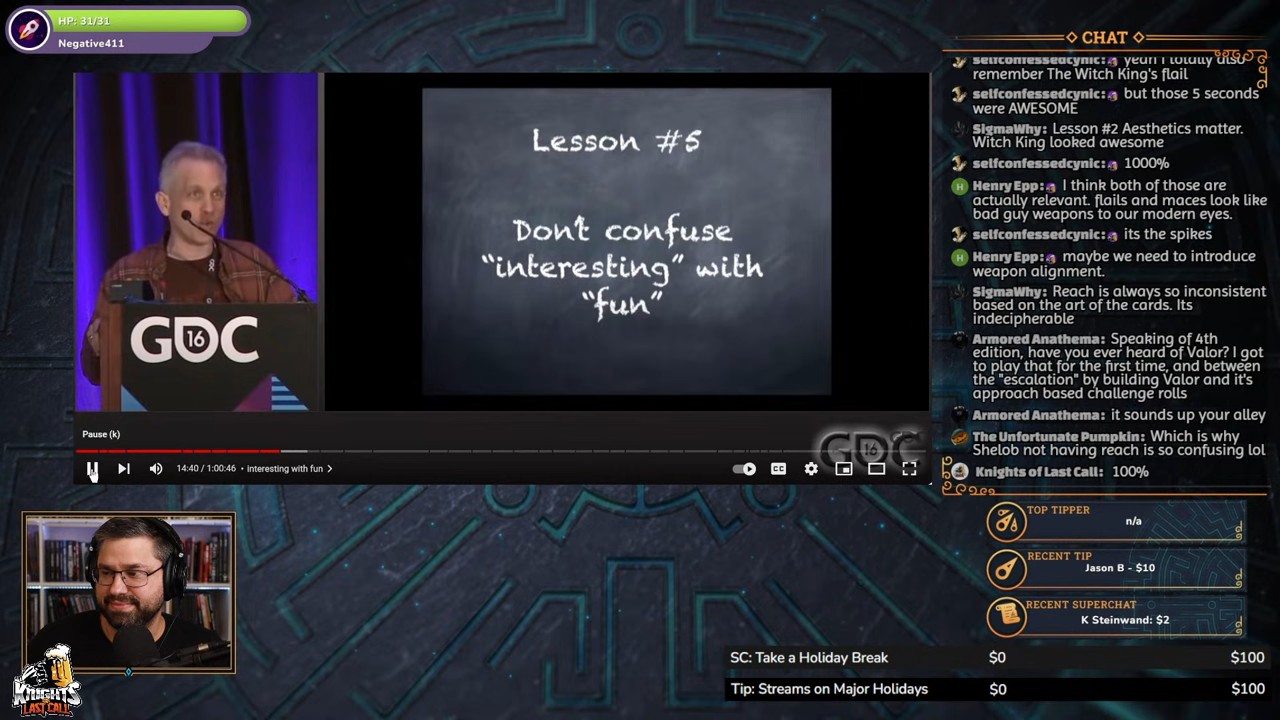 HP: 31/31
Negative411
Lesson #5
Don't confuse
"interesting" with
"fun"
GDC
16
Pause (k)
GDC
16
14:40 / 1:00:46 • interesting with fun
CC
KNIGHTS
OF
LAST CALL
CHAT
selfconfessedcynic: yeah I totally also
remember The Witch King's flail
selfconfessedcynic: but those 5 seconds
were AWESOME
SigmaWhy: Lesson #2 Aesthetics matter.
Witch King looked awesome
selfconfessedcynic: 1000%
H Henry Epp: I think both of those are
actually relevant. flails and maces look like
bad guy weapons to our modern eyes.
selfconfessedcynic: its the spikes
H Henry Epp: maybe we need to introduce
weapon alignment.
SigmaWhy: Reach is always so inconsistent
based on the art of the cards. Its
indecipherable
Armored Anathema: Speaking of 4th
edition, have you ever heard of Valor? I got
to play that for the first time, and between
the "escalation" by building Valor and it's
approach based challenge rolls
Armored Anathema: it sounds up your alley
The Unfortunate Pumpkin: Which is why
Shelob not having reach is so confusing lol
Knights of Last Call: 100%
TOP TIPPER
n/a
RECENT TIP
Jason B - $10
RECENT SUPERCHAT
K Steinwand: $2
SC: Take a Holiday Break $0 $100
Tip: Streams on Major Holidays $0 $100